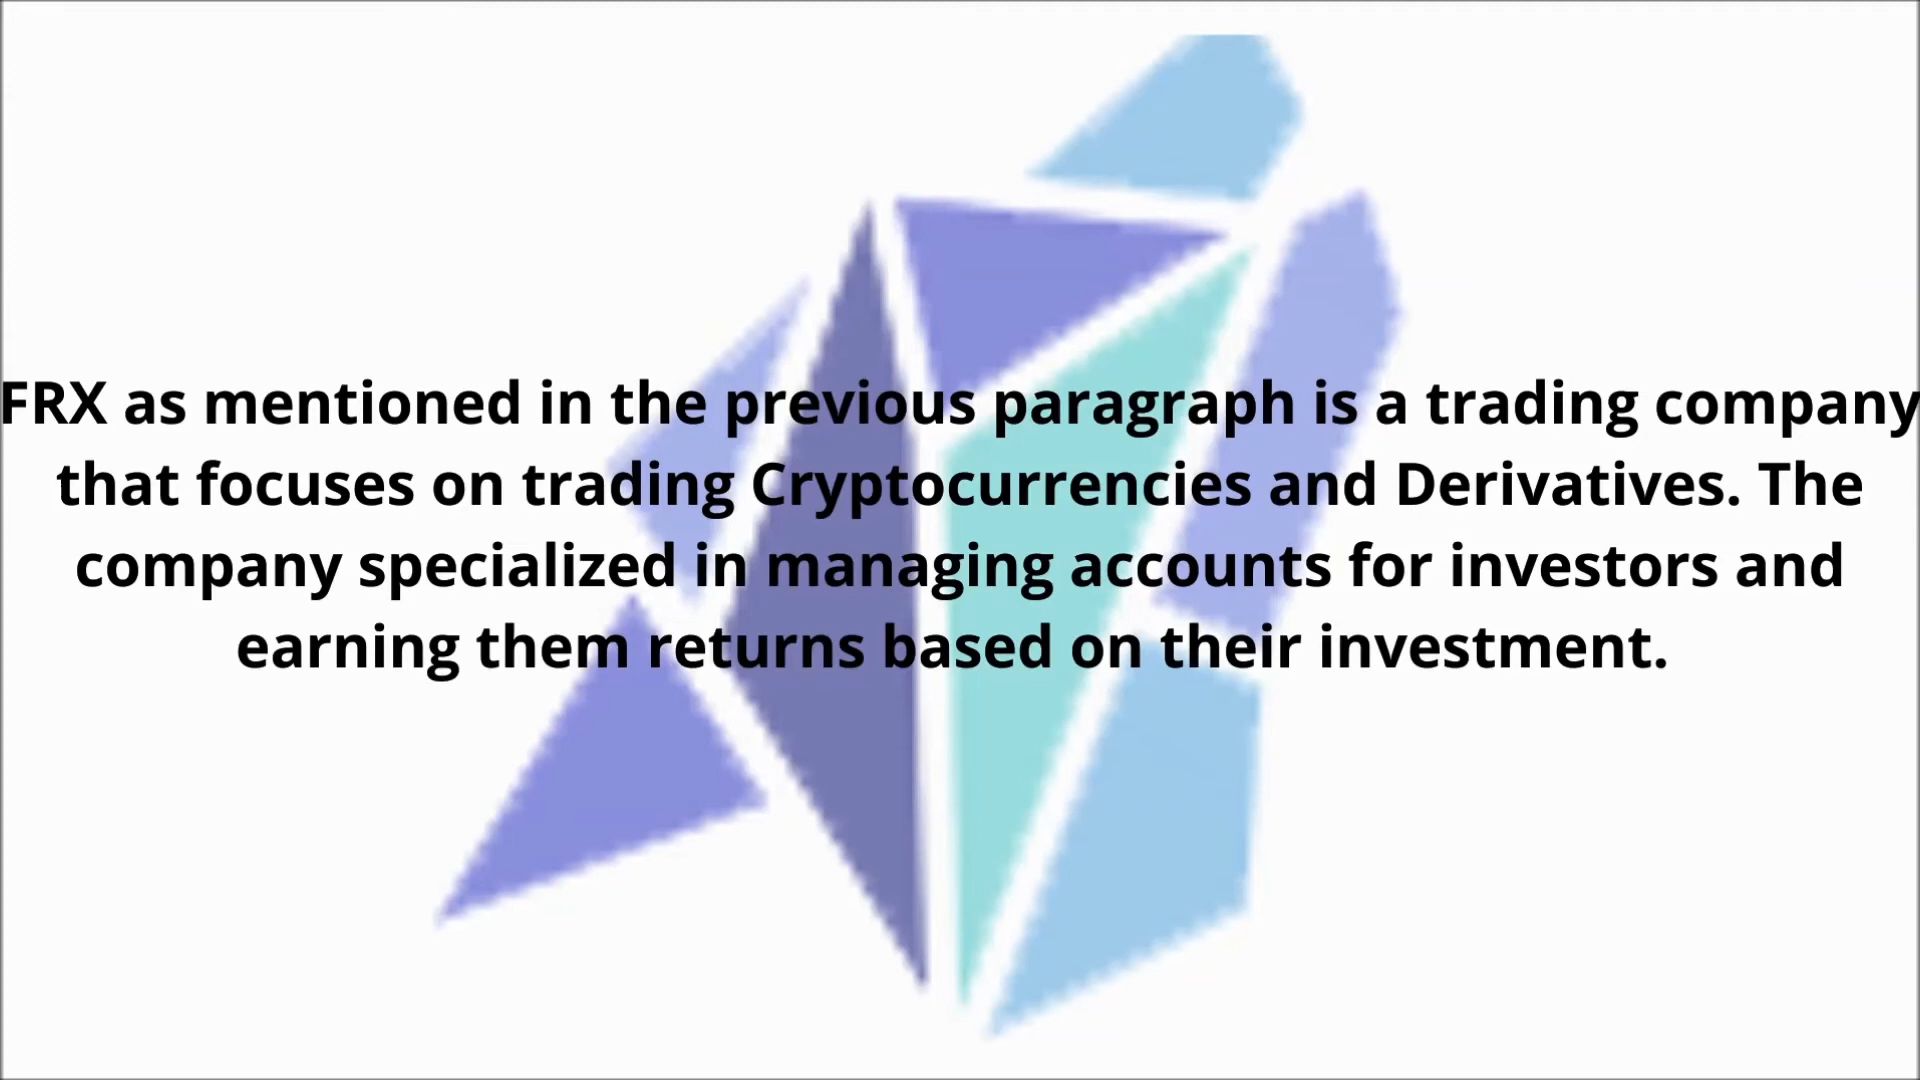 FRX as mentioned in the previous paragraph is a trading company
that focuses on trading Cryptocurrencies and Derivatives. The
company specialized in managing accounts for investors and
earning them returns based on their investment.